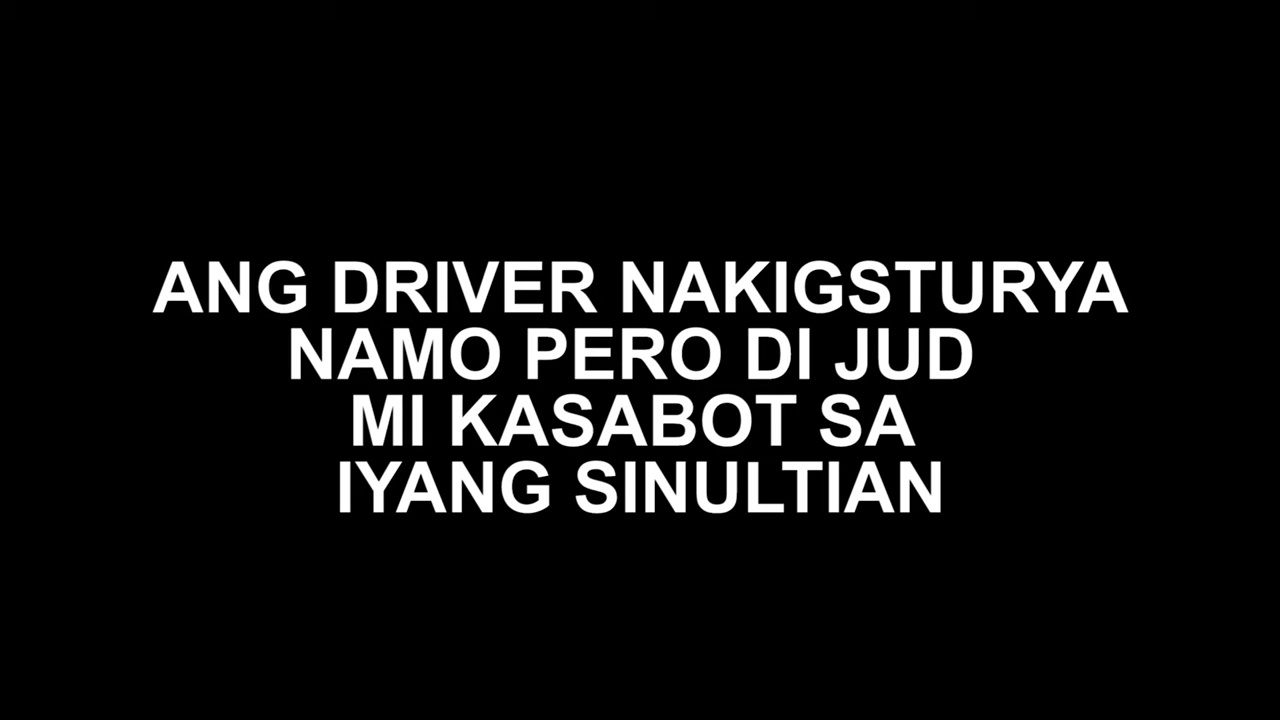 ANG DRIVER NAKIGSTURYA
NAMO PERO DI JUD
MI KASABOT SA
IYANG SINULTIAN